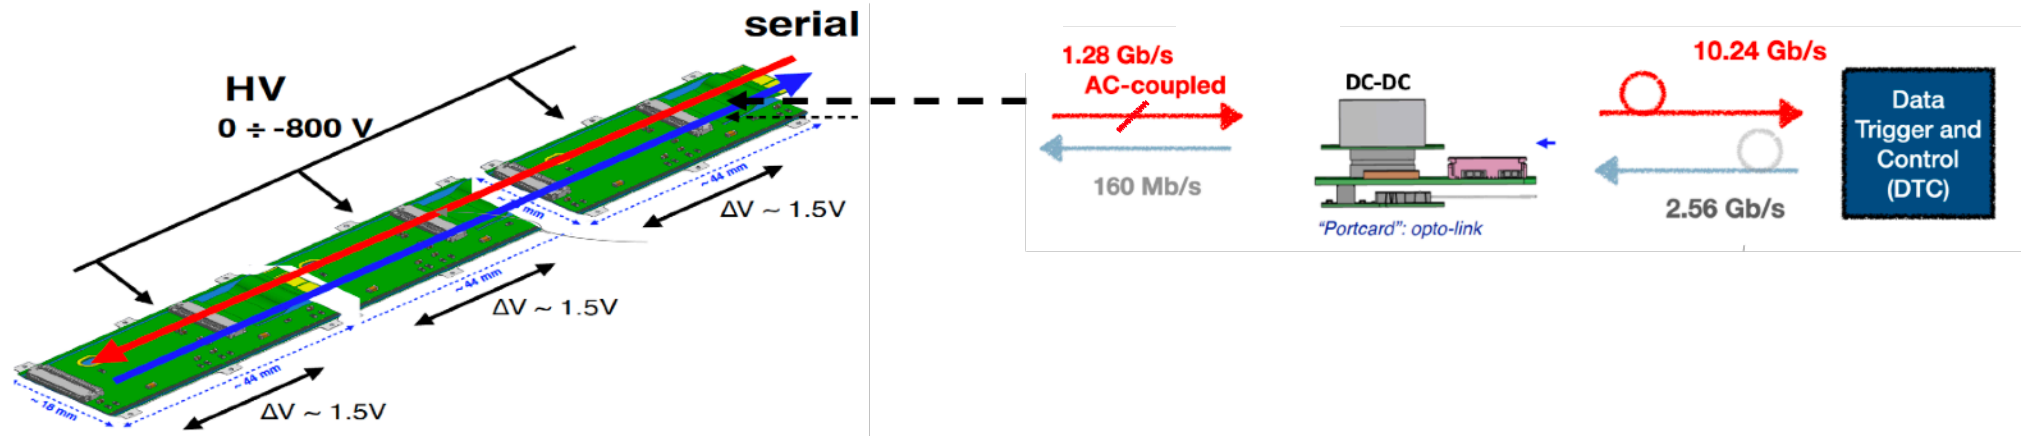 serial
HV
0 ÷ -800 V
~ 44 mm
ΔV ~ 1.5V
mm
~ 44 mm
ΔV ~ 1.5V
~ 44 mm
~ 18 mm
ΔV ~ 1.5V
1.28 Gb/s
AC-coupled
160 Mb/s
DC-DC
"Portcard": opto-link
10.24 Gb/s
2.56 Gb/s
Data
Trigger and
Control
(DTC)